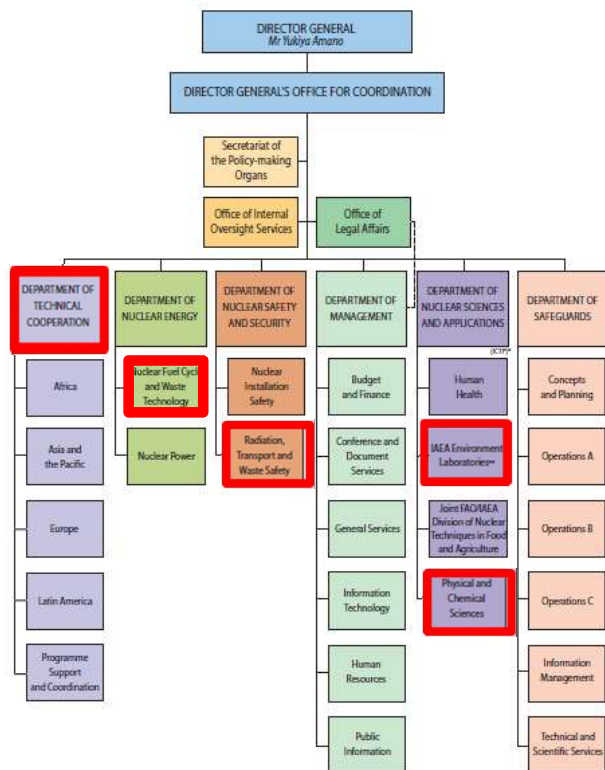 DIRECTOR GENERAL
Mr Yukiya Amano
DIRECTOR GENERAL'S OFFICE FOR COORDINATION
Secretariat of
the Policy-making
Organs
Office of Internal
Oversight Services
Office of
Legal Affairs
DEPARTMENT OF
TECHNICAL
COOPERATION
DEPARTMENT OF
NUCLEAR ENERGY
DEPARTMENT OF
NUCLEAR SAFETY
AND SECURITY
DEPARTMENT OF
MANAGEMENT
DEPARTMENT OF
NUCLEAR SCIENCES
AND APPLICATIONS
(ICTP)*
DEPARTMENT OF
SAFEGUARDS
Africa
Asia and
the Pacific
Europe
Latin America
Programme
Support
and Coordination
Nuclear Fuel Cycle
and Waste
Technology
Nuclear Power
Nuclear
Installation
Safety
Radiation,
Transport and
Waste Safety
Budget
and Finance
Conference and
Document
Services
General Services
Information
Technology
Human
Resources
Public
Information
Human
Health
IAEA Environment
Laboratories**
Joint FAO/IAEA
Division of Nuclear
Techniques in Food
and Agriculture
Physical and
Chemical
Sciences
Concepts
and Planning
Operations A
Operations B
Operations C
Information
Management
Technical and
Scientific Services